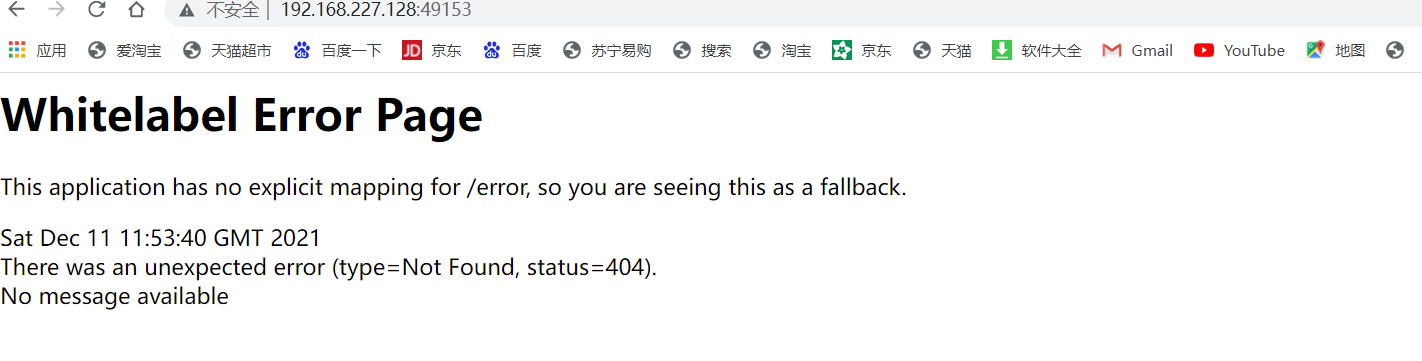 不安全 | 192.168.227.128:49153
应用 爱淘宝 天猫超市 百度一下 JD 京东 百度 苏宁易购 搜索 淘宝 京东 天猫 软件大全 Gmail YouTube 地图
Whitelabel Error Page
This application has no explicit mapping for /error, so you are seeing this as a fallback.
Sat Dec 11 11:53:40 GMT 2021
There was an unexpected error (type=Not Found, status=404).
No message available